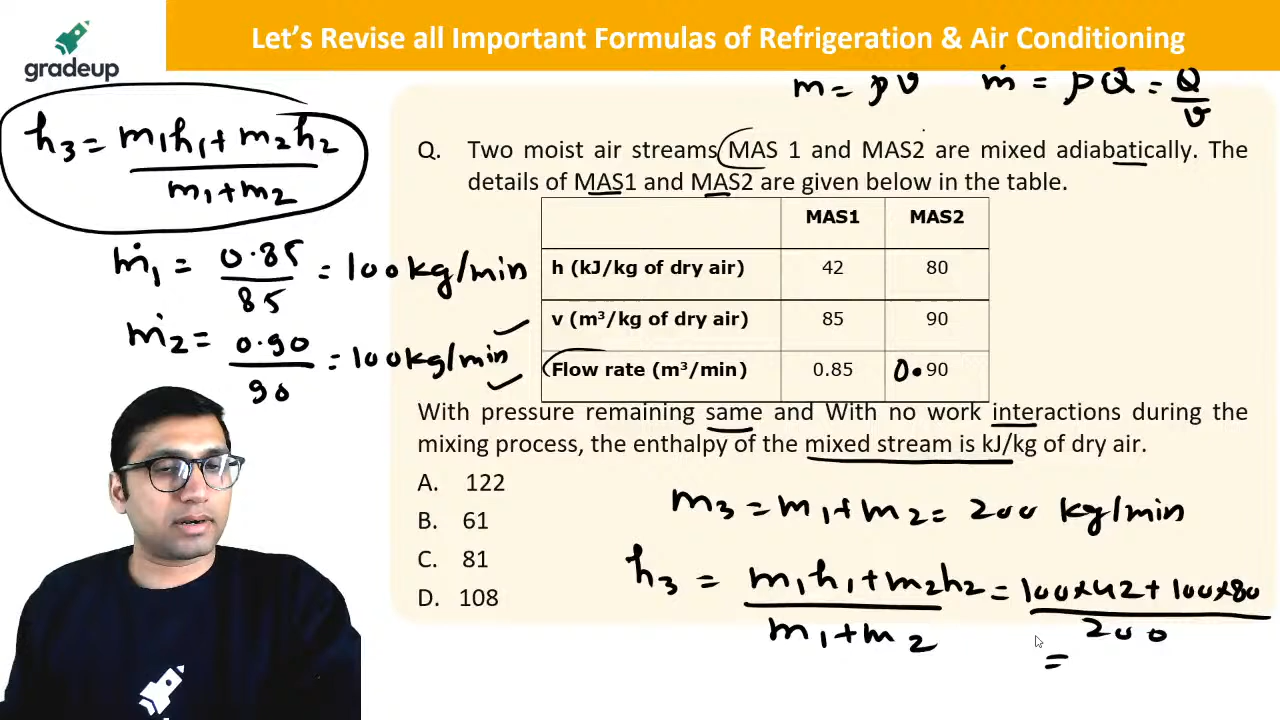 Let's Revise all Important Formulas of Refrigeration & Air Conditioning
gradeup
m = ρv ṁ = ρQ = Q/v
h3 = m1h1 + m2h2 / m1 + m2
Q. Two moist air streams MAS 1 and MAS2 are mixed adiabatically. The
details of MAS1 and MAS2 are given below in the table.
MAS1 MAS2
h (kJ/kg of dry air) 42 80
v (m³/kg of dry air) 85 90
Flow rate (m³/min) 0.85 0.90
ṁ1 = 0.85/85 = 100kg/min
ṁ2 = 0.90/90 = 100kg/min
With pressure remaining same and With no work interactions during the
mixing process, the enthalpy of the mixed stream is kJ/kg of dry air.
A. 122
B. 61
C. 81
D. 108
m3 = m1 + m2 = 200 kg/min
h3 = m1h1 + m2h2 / m1 + m2 = 100×42 + 100×80 / 200
=